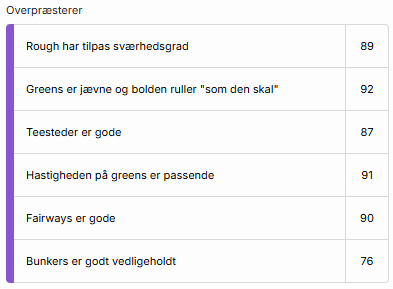 Overpræsterer
Rough har tilpas sværhedsgrad 89
Greens er jævne og bolden ruller "som den skal" 92
Teesteder er gode 87
Hastigheden på greens er passende 91
Fairways er gode 90
Bunkers er godt vedligeholdt 76